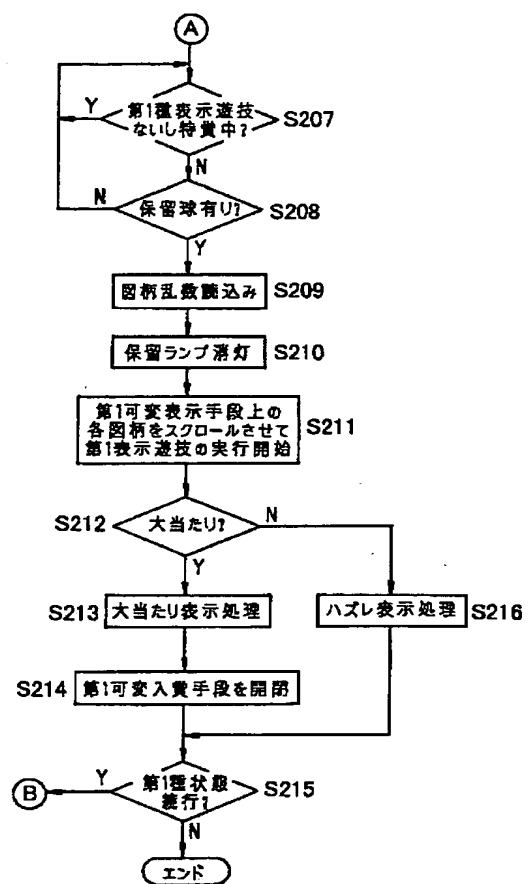 A
第1種表示遊技
ないし特賞中?
Y
S207
N
保留球有り?
N
S208
Y
図柄乱数読込み
S209
保留ランプ消灯
S210
第1可変表示手段上の
各図柄をスクロールさせて
第1表示遊技の実行開始
S211
S212
大当たり?
N
Y
S213
大当たり表示処理
ハズレ表示処理
S216
S214
第1可変入賞手段を開閉
B
Y
第1種状態
続行?
S215
N
エンド